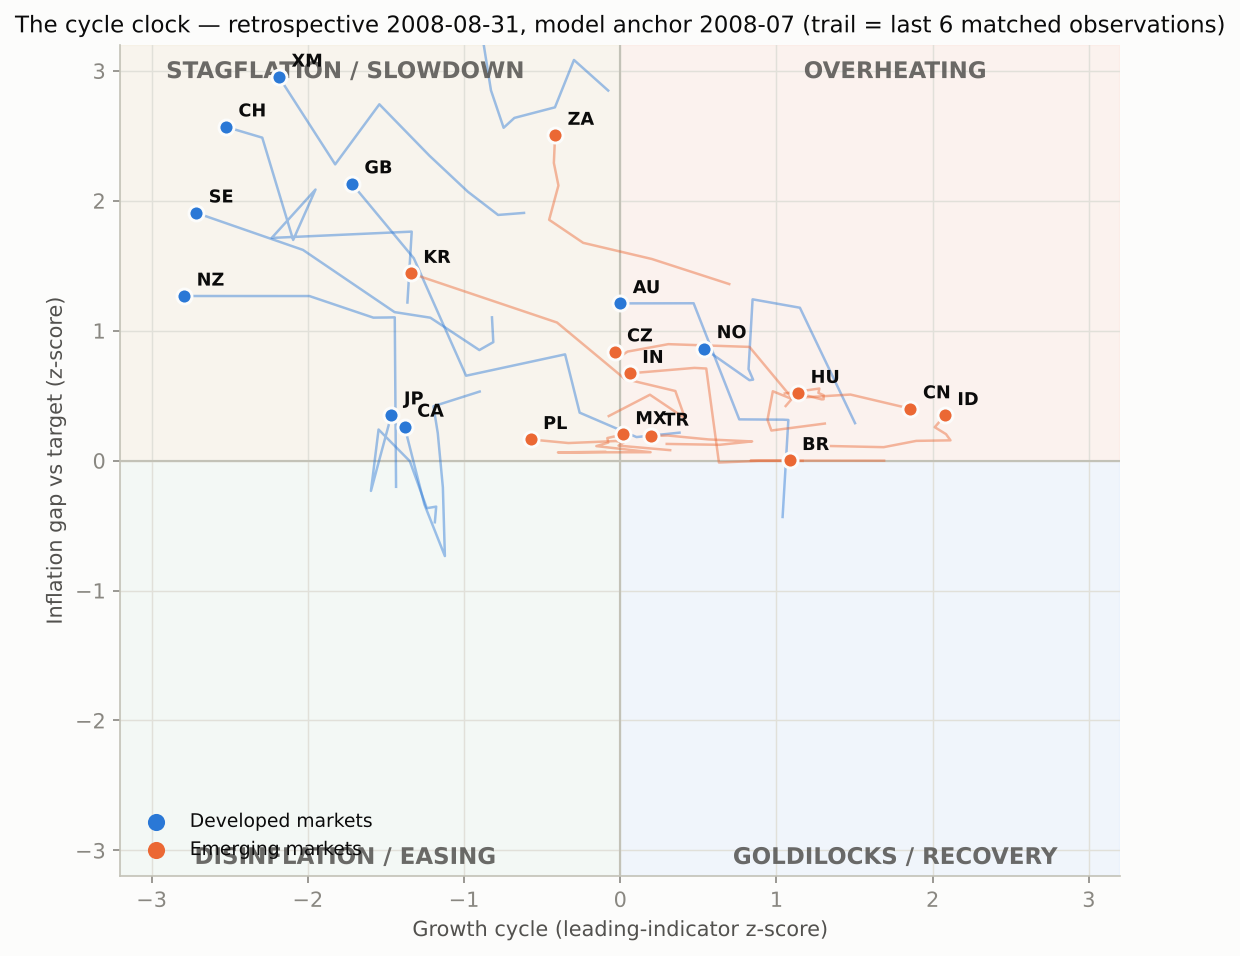 The cycle clock — retrospective 2008-08-31, model anchor 2008-07 (trail = last 6 matched observations)
STAGFLATION / SLOWDOWN
OVERHEATING
XM
CH
ZA
GB
SE
KR
NZ
AU
CZ
NO
IN
HU
CN
ID
JP
CA
PL
MX
TR
BR
3
2
1
0
−1
−2
−3
Inflation gap vs target (z-score)
Developed markets
Emerging markets
DISINFLATION / EASING
GOLDILOCKS / RECOVERY
−3
−2
−1
0
1
2
3
Growth cycle (leading-indicator z-score)